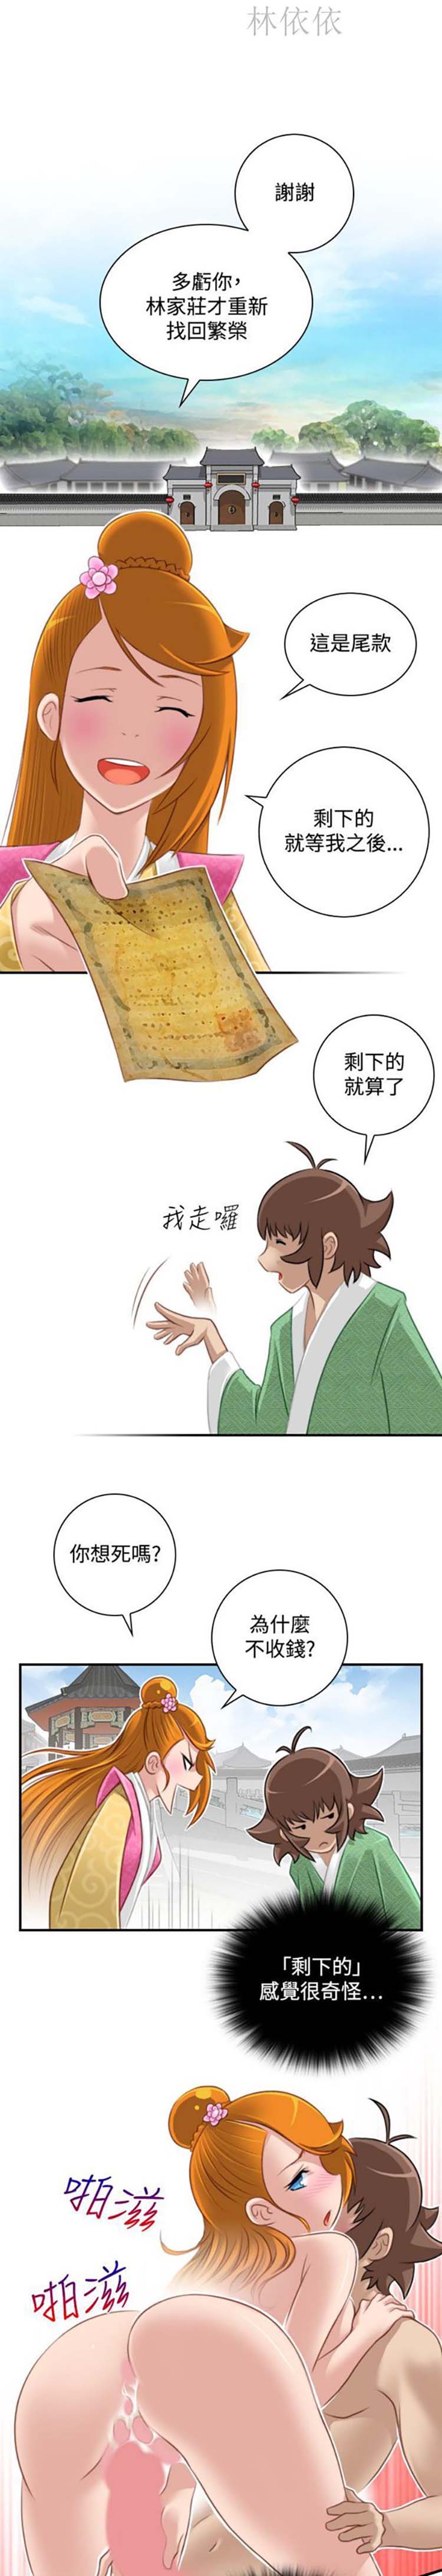 林依依
謝謝
多虧你，
林家莊才重新
找回繁榮
這是尾款
剩下的
就等我之後...
剩下的
就算了
我走囉
你想死嗎?
為什麼
不收錢?
「剩下的」
感覺很奇怪...
啪滋
啪滋